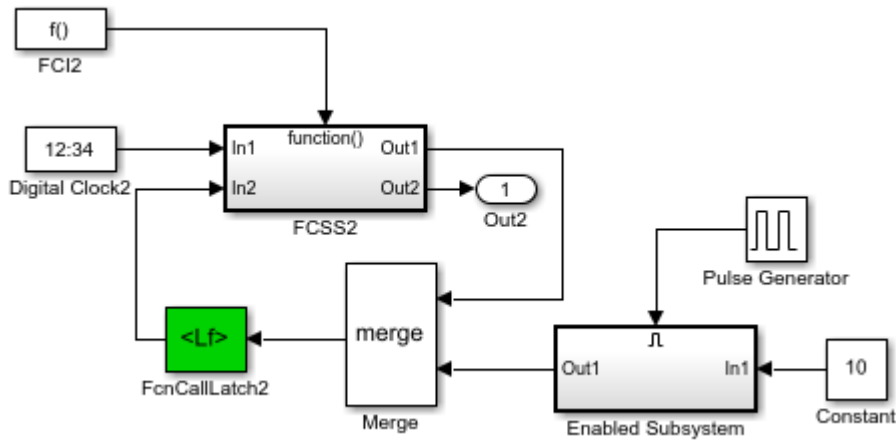 f()
FCI2
12:34
Digital Clock2
function()
In1
Out1
In2
Out2
FCSS2
1
Out2
Pulse Generator
<Lf>
FcnCallLatch2
merge
Merge
Out1
In1
Enabled Subsystem
10
Constant